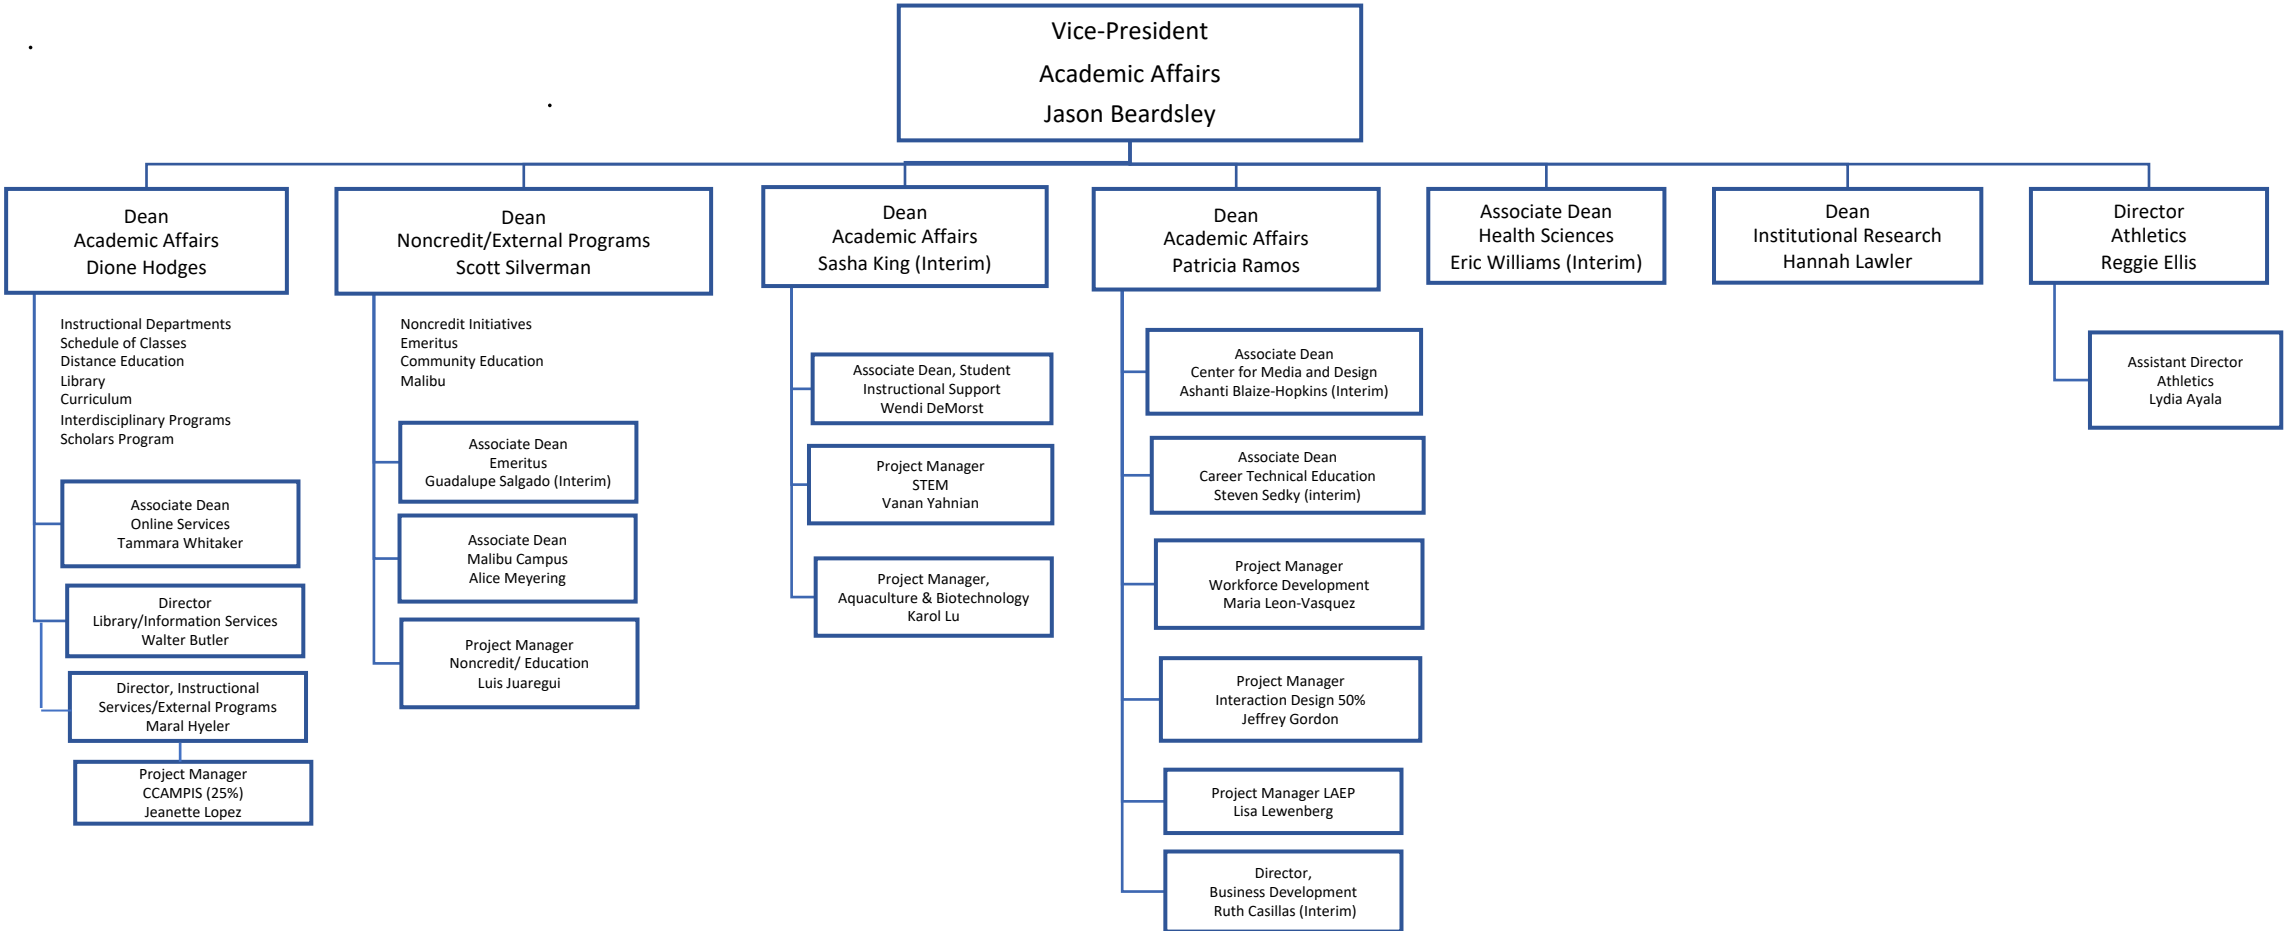 Vice-President
Academic Affairs
Jason Beardsley
Dean
Academic Affairs
Dione Hodges
Instructional Departments
Schedule of Classes
Distance Education
Library
Curriculum
Interdisciplinary Programs
Scholars Program
Associate Dean
Online Services
Tammara Whitaker
Director
Library/Information Services
Walter Butler
Director, Instructional
Services/External Programs
Maral Hyeler
Project Manager
CCAMPIS (25%)
Jeanette Lopez
Dean
Noncredit/External Programs
Scott Silverman
Noncredit Initiatives
Emeritus
Community Education
Malibu
Associate Dean
Emeritus
Guadalupe Salgado (Interim)
Associate Dean
Malibu Campus
Alice Meyering
Project Manager
Noncredit/ Education
Luis Juaregui
Dean
Academic Affairs
Sasha King (Interim)
Associate Dean, Student
Instructional Support
Wendi DeMorst
Project Manager
STEM
Vanan Yahnian
Project Manager,
Aquaculture & Biotechnology
Karol Lu
Dean
Academic Affairs
Patricia Ramos
Associate Dean
Center for Media and Design
Ashanti Blaize-Hopkins (Interim)
Associate Dean
Career Technical Education
Steven Sedky (interim)
Project Manager
Workforce Development
Maria Leon-Vasquez
Project Manager
Interaction Design 50%
Jeffrey Gordon
Project Manager LAEP
Lisa Lewenberg
Director,
Business Development
Ruth Casillas (Interim)
Associate Dean
Health Sciences
Eric Williams (Interim)
Dean
Institutional Research
Hannah Lawler
Director
Athletics
Reggie Ellis
Assistant Director
Athletics
Lydia Ayala